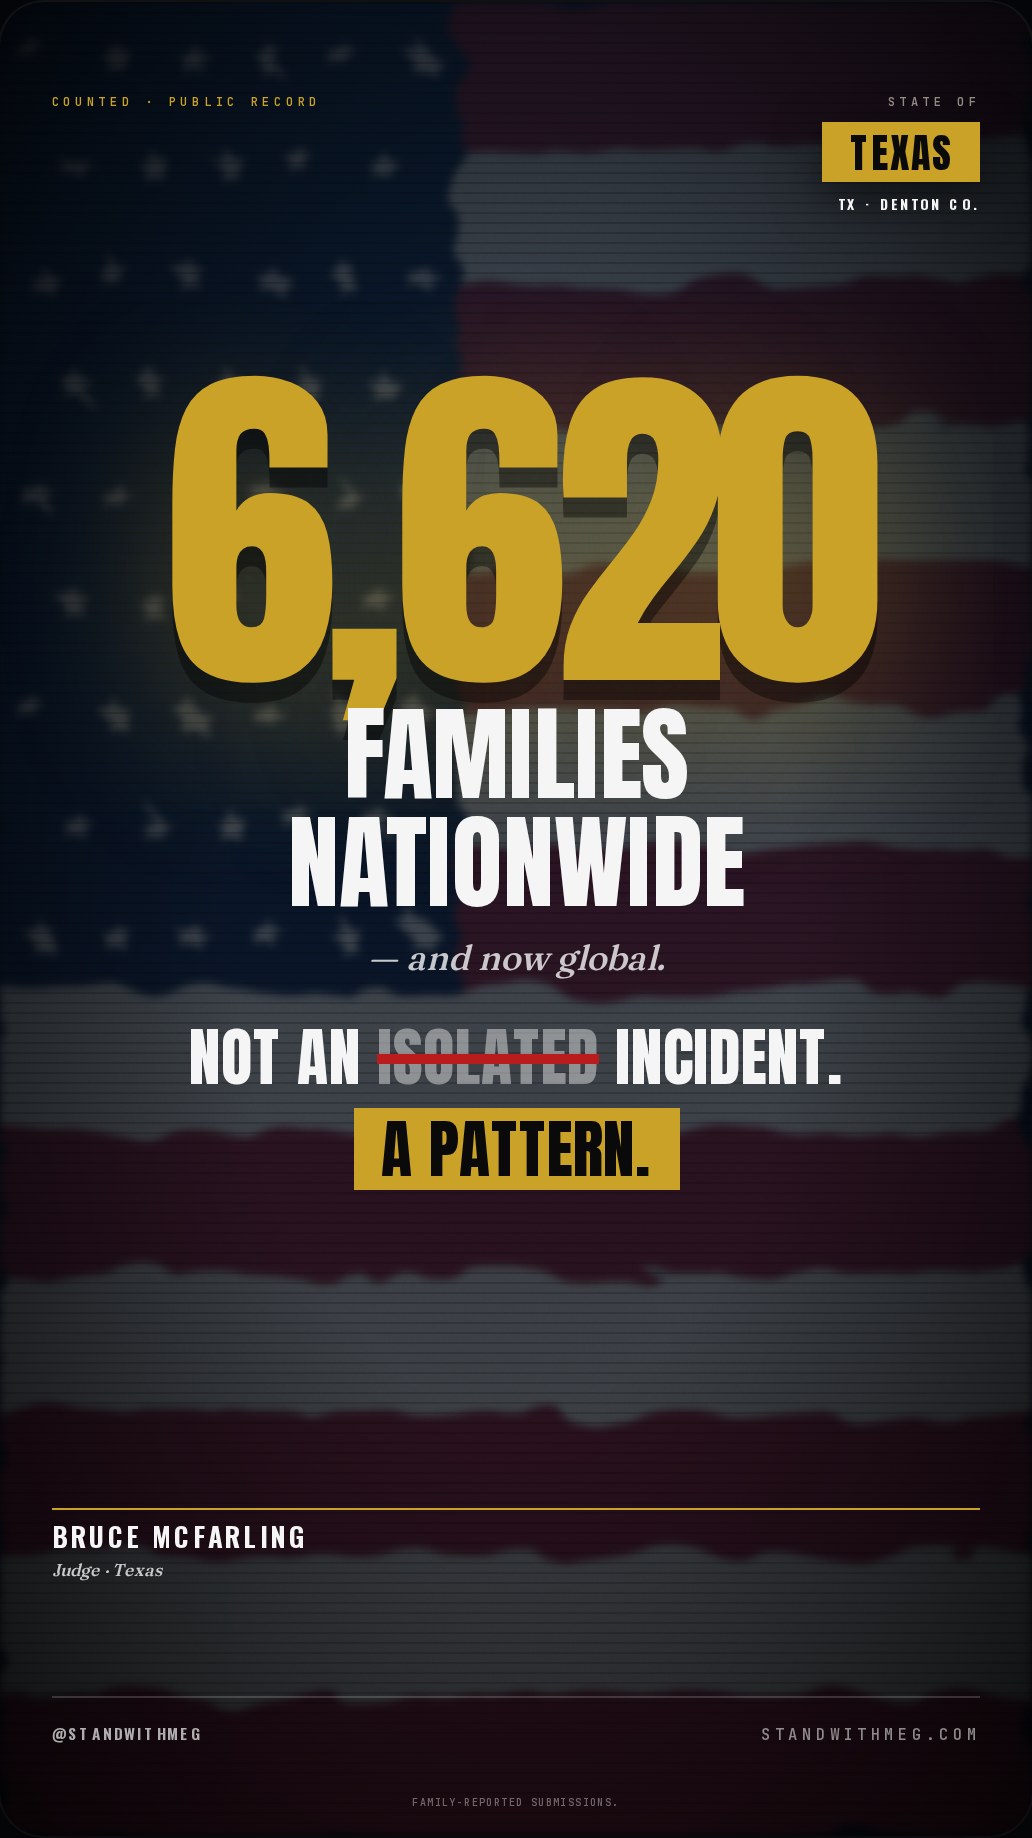 COUNTED · PUBLIC RECORD
STATE OF
TEXAS
TX · DENTON CO.
6,620
FAMILIES
NATIONWIDE
— and now global.
NOT AN ISOLATED INCIDENT.
A PATTERN.
BRUCE MCFARLING
Judge · Texas
@STANDWITHMEG
STANDWITHMEG.COM
FAMILY-REPORTED SUBMISSIONS.